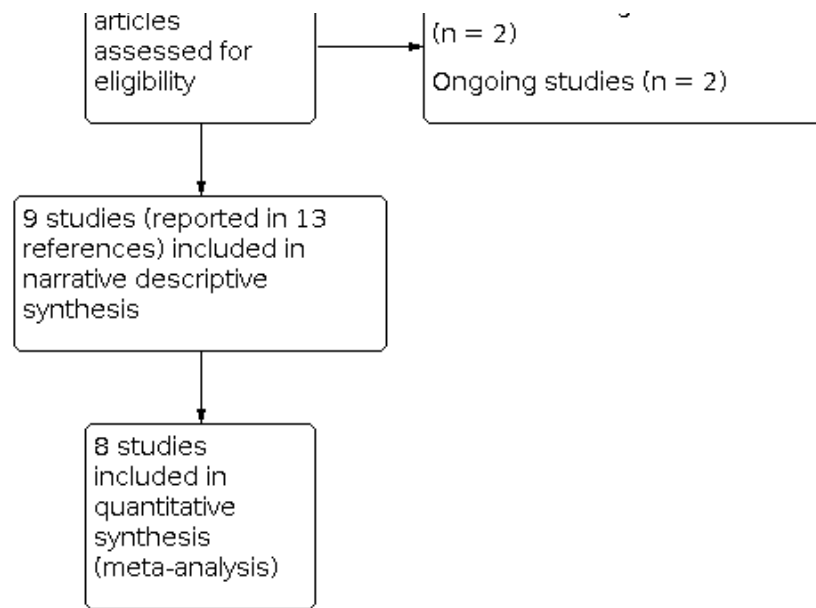 articles
assessed for
eligibility
(n = 2)
Ongoing studies (n = 2)
9 studies (reported in 13
references) included in
narrative descriptive
synthesis
8 studies
included in
quantitative
synthesis
(meta-analysis)